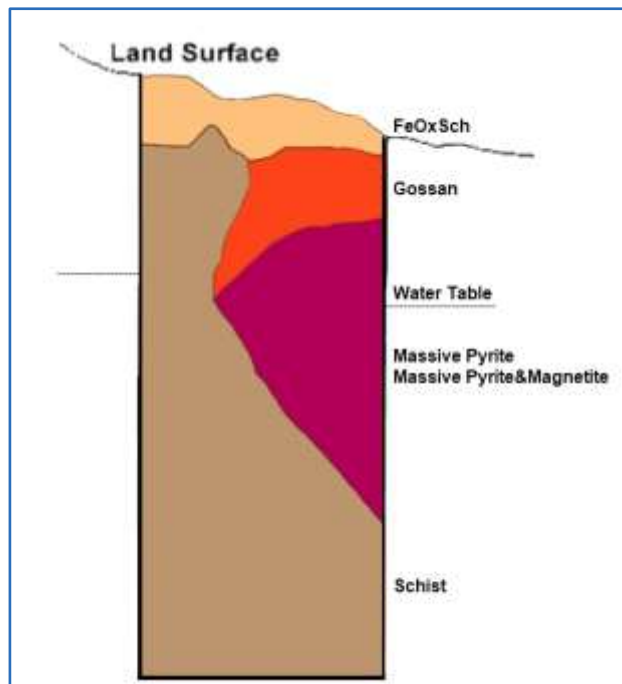 Land Surface
FeOxSch
Gossan
Water Table
Massive Pyrite
Massive Pyrite&Magnetite
Schist